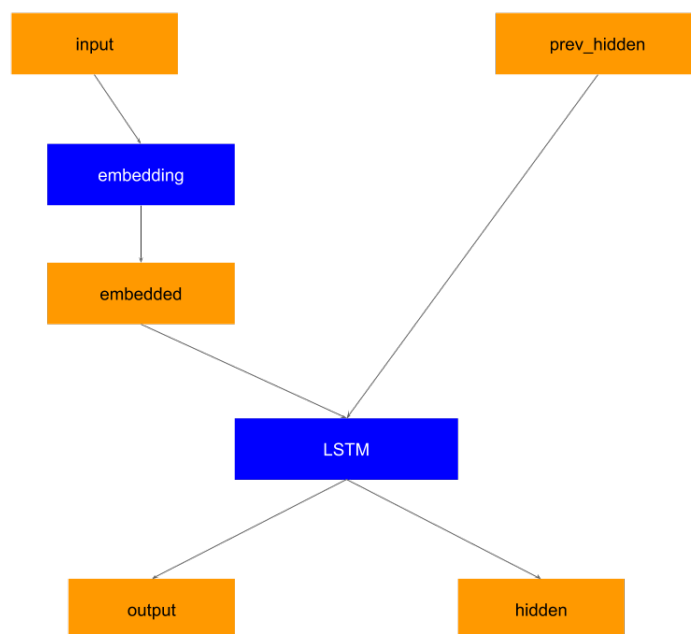 input
prev_hidden
embedding
embedded
LSTM
output
hidden